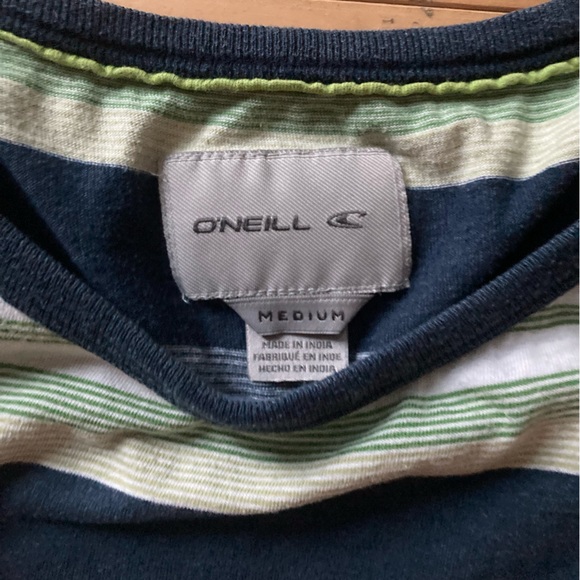 O'NEILL
MEDIUM
MADE IN INDIA
FABRIQUÉ EN INDE
HECHO EN INDIA